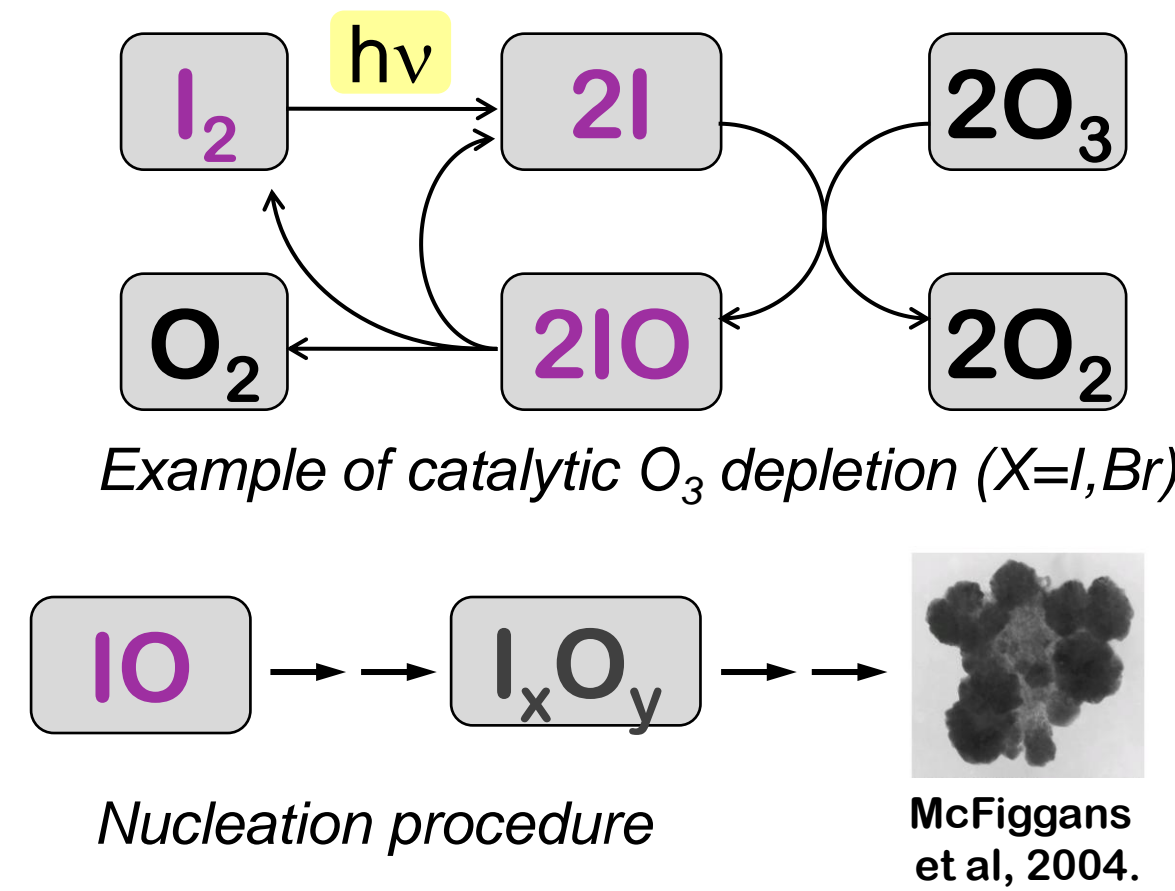 hν
I₂
2I
2O₃
O₂
2IO
2O₂
Example of catalytic O₃ depletion (X=I,Br)
IO
IₓOᵧ
Nucleation procedure
McFiggans
et al, 2004.